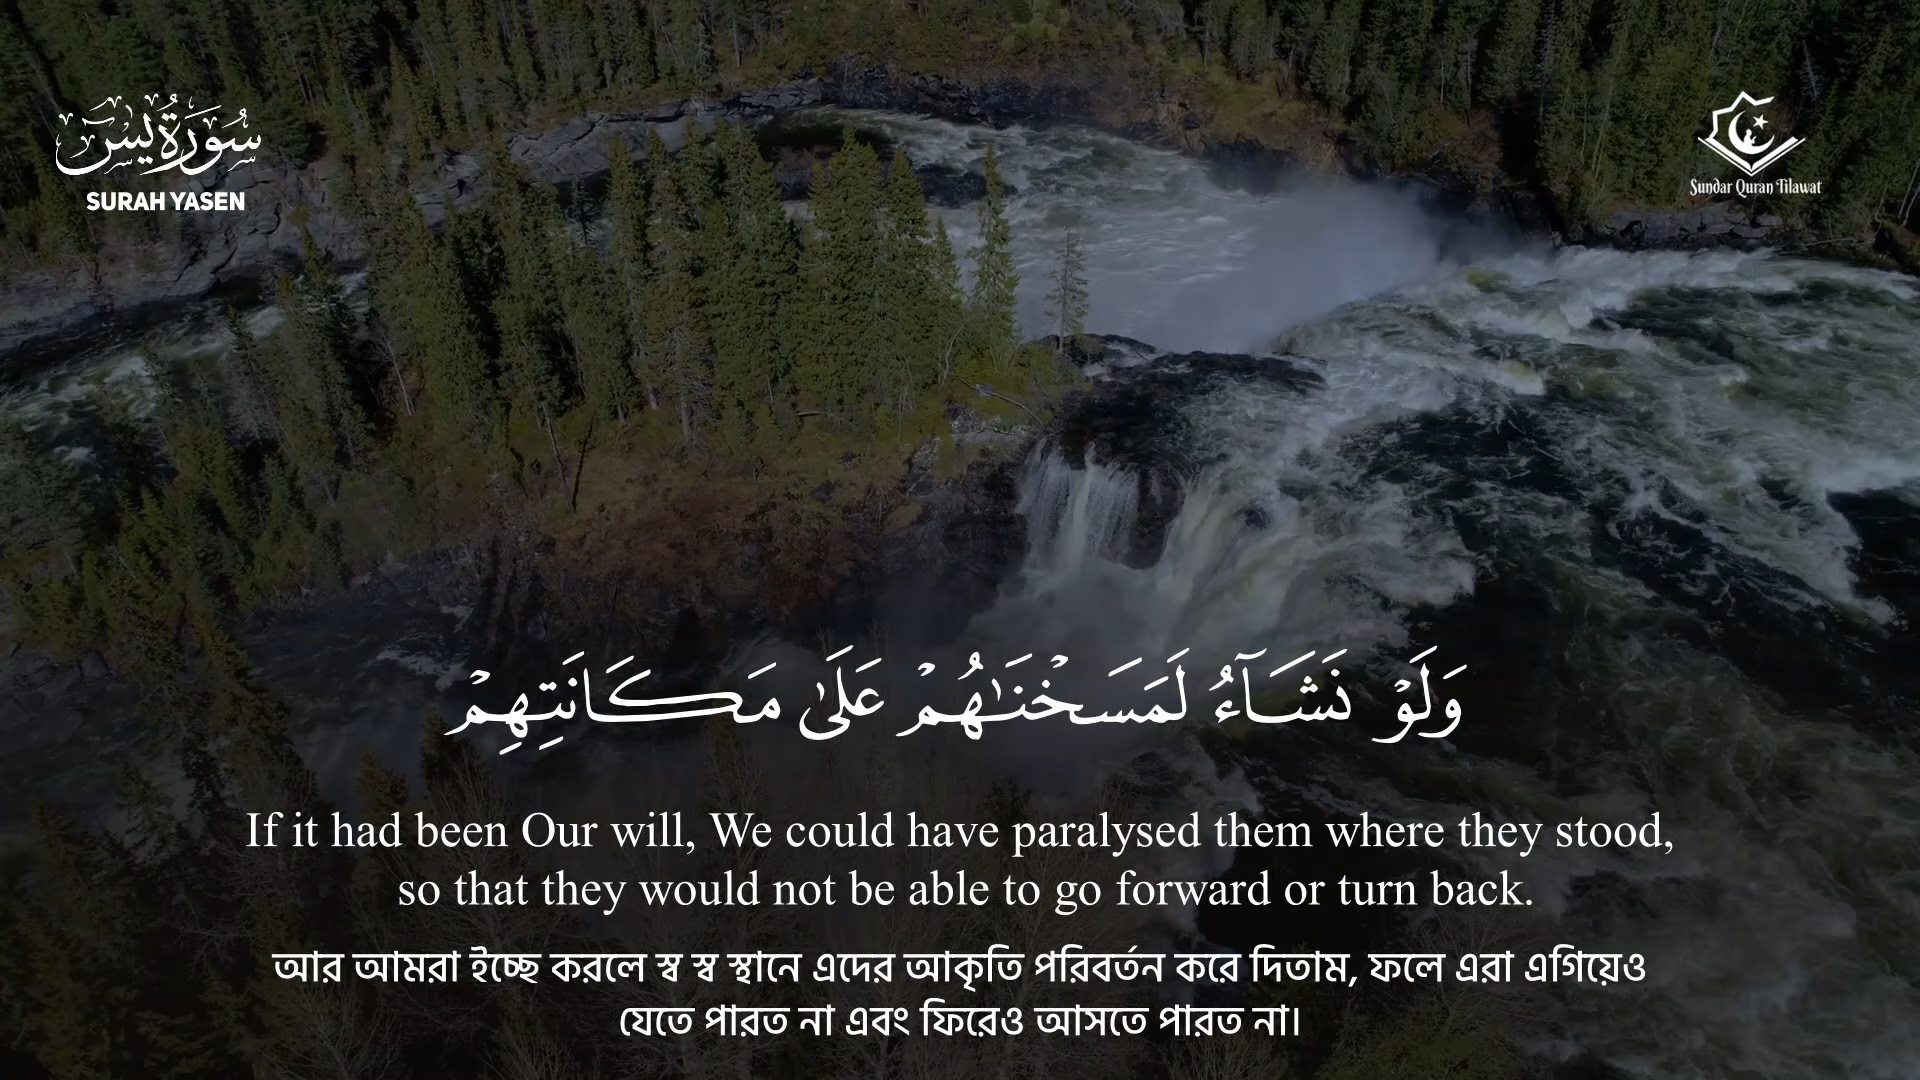 سُورَةُ يس
SURAH YASEN
Sundar Quran Tilawat
وَلَوْ نَشَآءُ لَمَسَخْنَٰهُمْ عَلَىٰ مَكَانَتِهِمْ
If it had been Our will, We could have paralysed them where they stood,
so that they would not be able to go forward or turn back.
আর আমরা ইচ্ছে করলে স্ব স্ব স্থানে এদের আকৃতি পরিবর্তন করে দিতাম, ফলে এরা এগিয়েও
যেতে পারত না এবং ফিরেও আসতে পারত না।